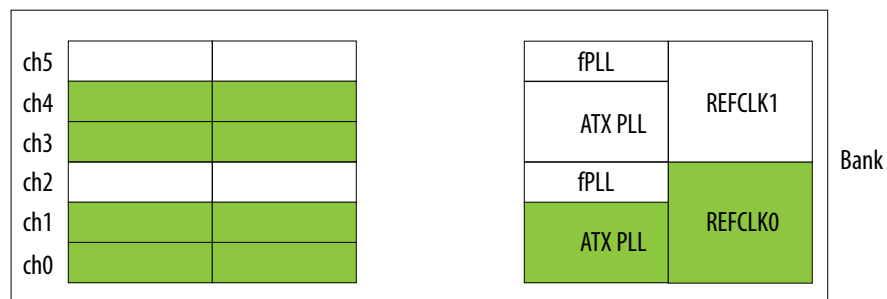 ch5
ch4
ch3
ch2
ch1
ch0
fPLL
ATX PLL
fPLL
ATX PLL
REFCLK1
REFCLK0
Bank